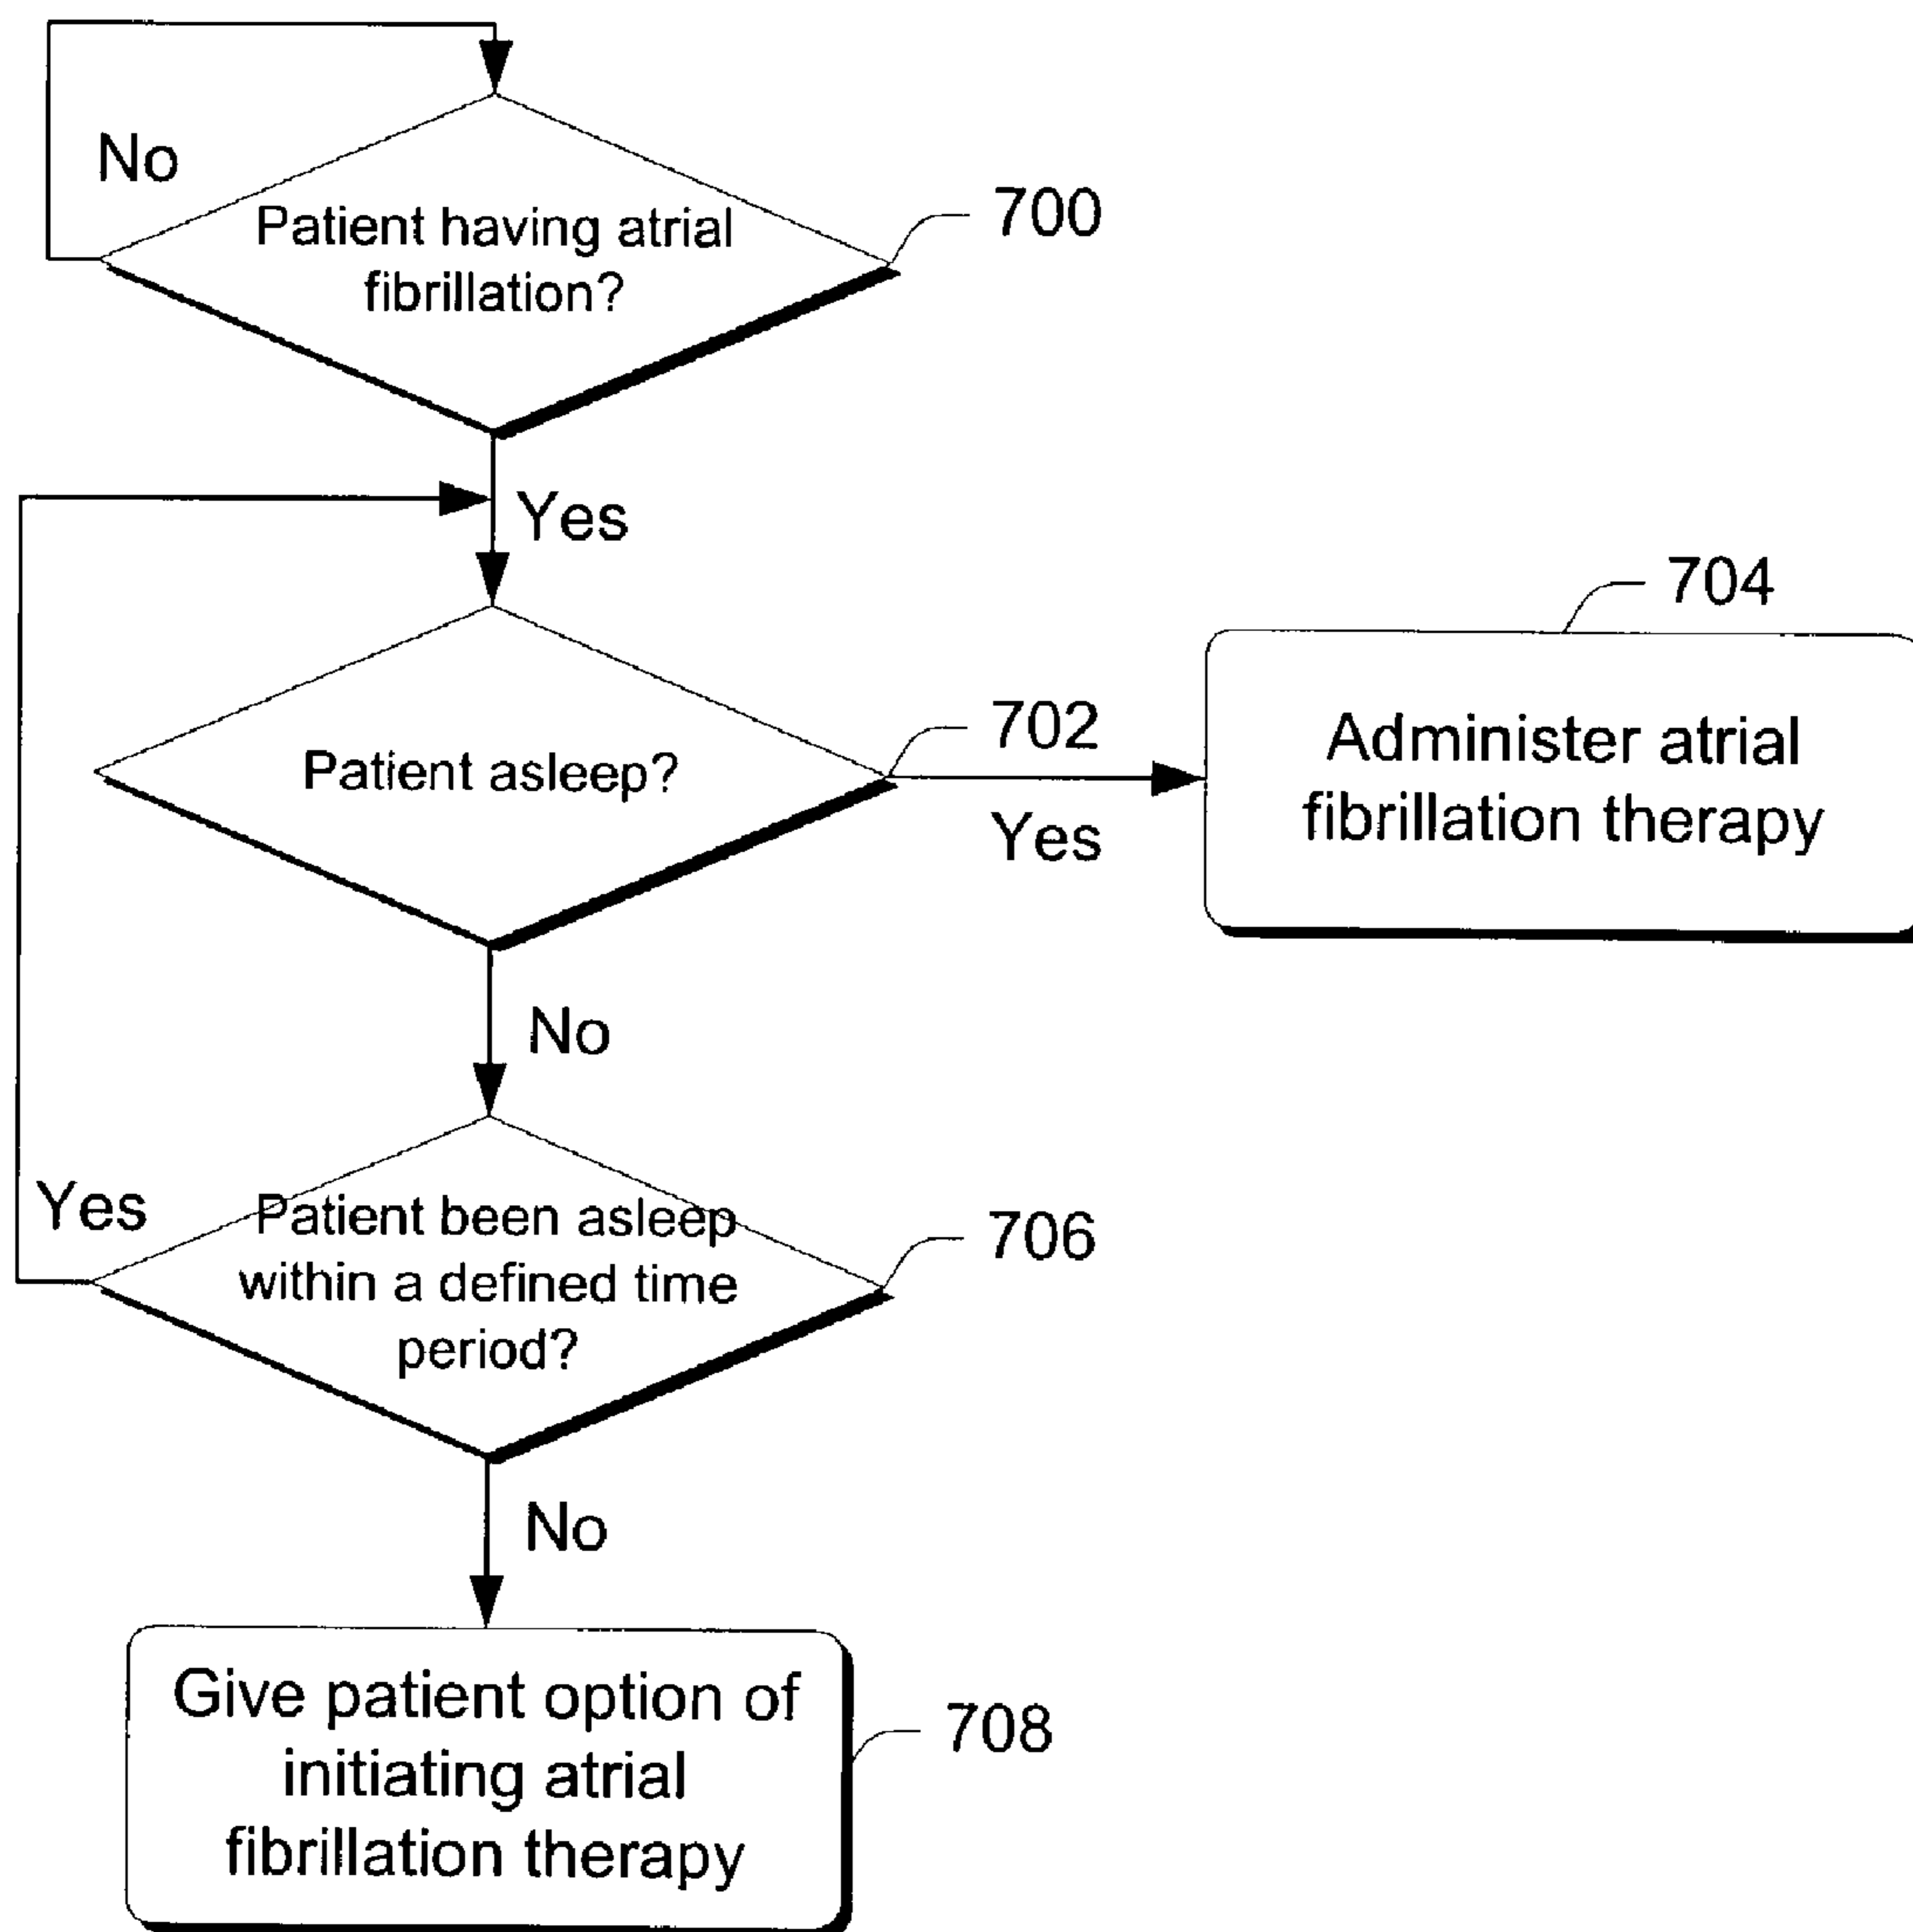 No
Patient having atrial
fibrillation?
700
Yes
704
Patient asleep?
702
Yes
Administer atrial
fibrillation therapy
No
Yes
Patient been asleep
within a defined time
period?
706
No
Give patient option of
initiating atrial
fibrillation therapy
708